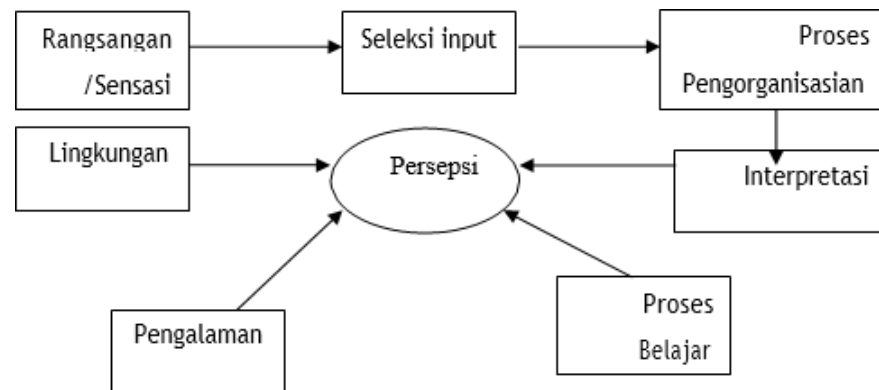 Rangsangan
/Sensasi
Seleksi input
Proses
Pengorganisasian
Lingkungan
Persepsi
Interpretasi
Pengalaman
Proses
Belajar